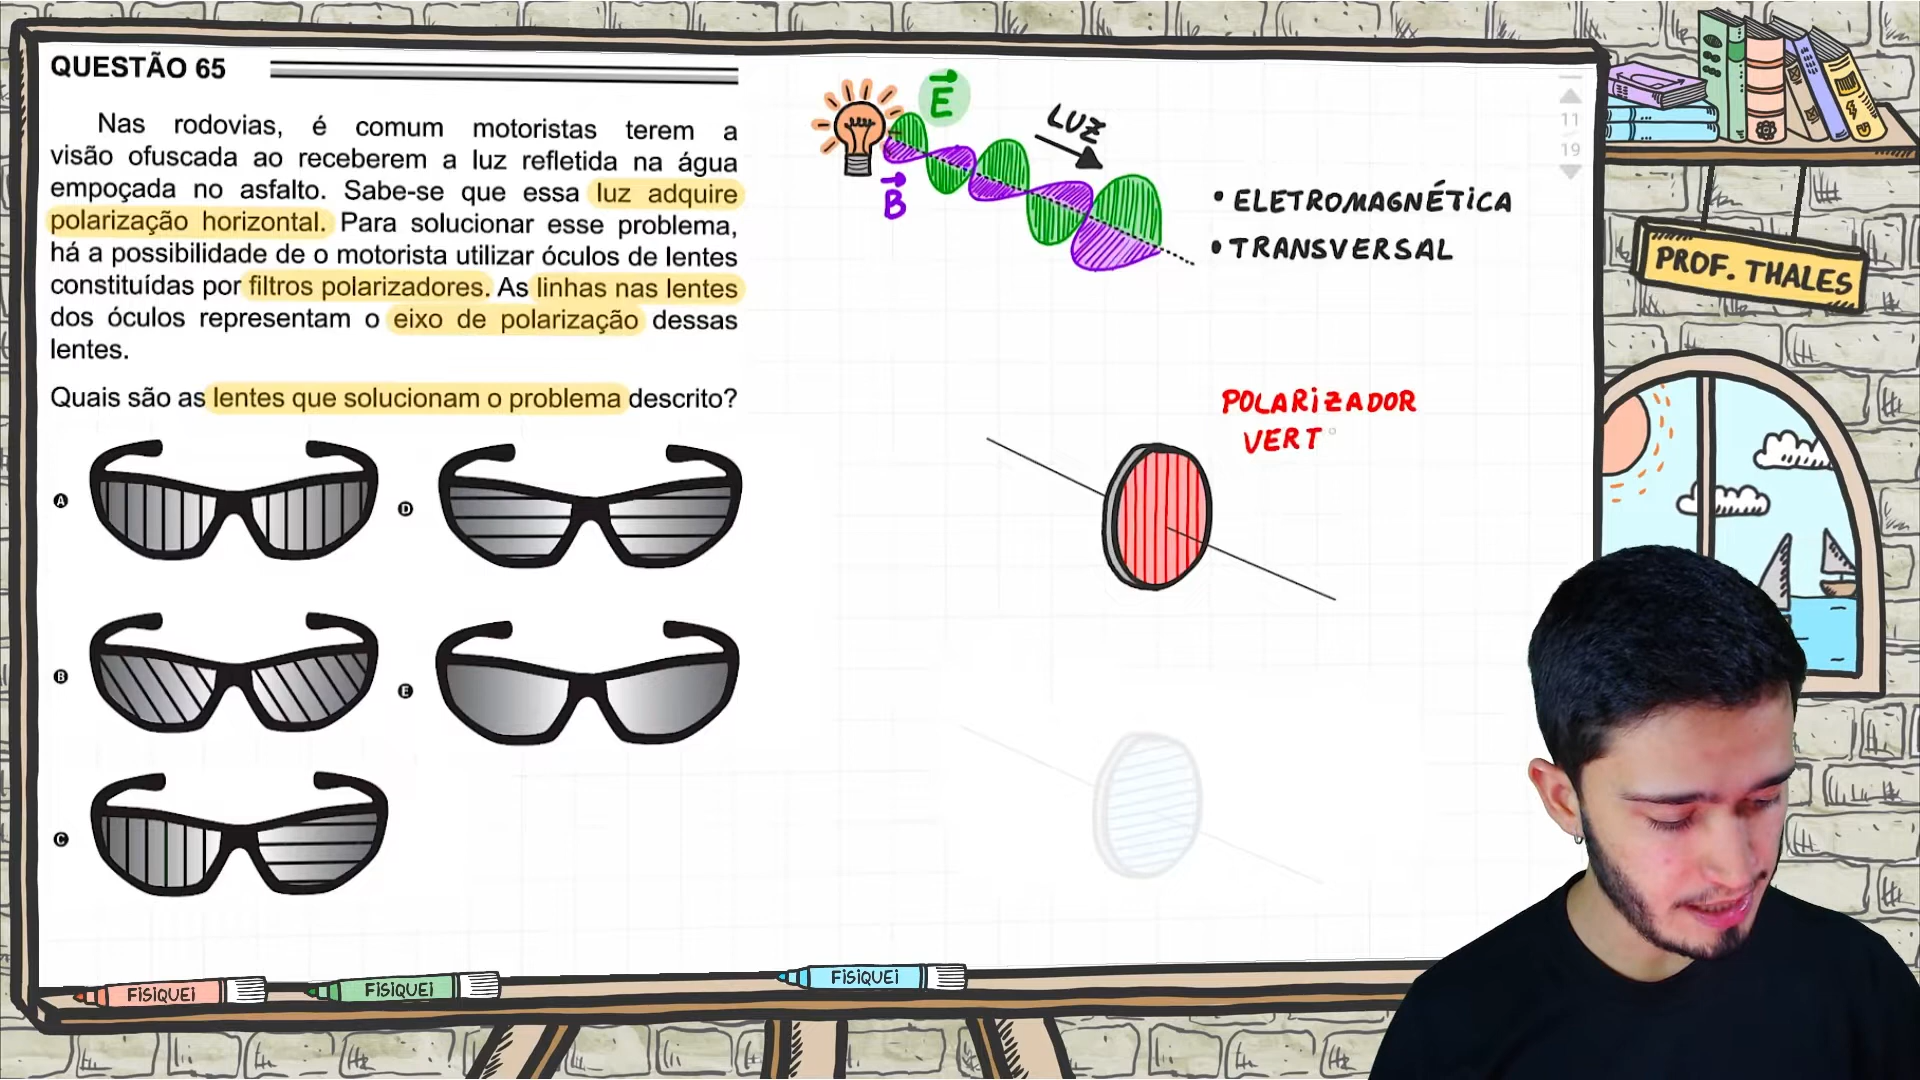 QUESTÃO 65
Nas rodovias, é comum motoristas terem a
visão ofuscada ao receberem a luz refletida na água
empoçada no asfalto. Sabe-se que essa luz adquire
polarização horizontal. Para solucionar esse problema,
há a possibilidade de o motorista utilizar óculos de lentes
constituídas por filtros polarizadores. As linhas nas lentes
dos óculos representam o eixo de polarização dessas
lentes.
Quais são as lentes que solucionam o problema descrito?
A
D
B
E
C
E
B
LUZ
• ELETROMAGNÉTICA
• TRANSVERSAL
POLARIZADOR
VERT
11
19
PROF. THALES
FISIQUEI
FISIQUEI
FISIQUEI